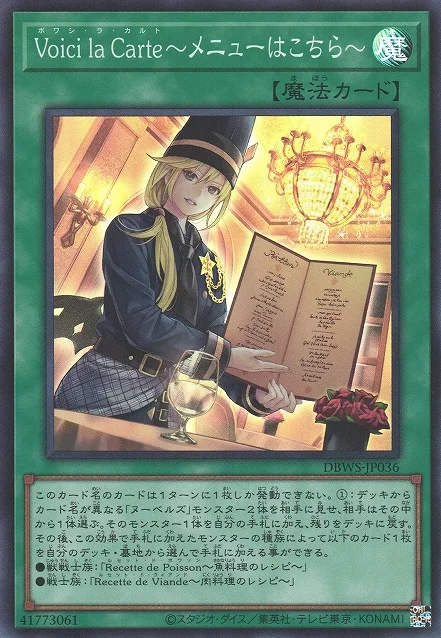 ボワシ・ラ・カルト
Voici la Carte～メニューはこちら～
魔
まほう
【魔法カード】
Poisson
Viande
DBWS-JP036
このカード名のカードは1ターンに1枚しか発動できない。①：デッキから
カード名が異なる「ヌーベルズ」モンスター２体を相手に見せ、相手はその中
から１体選ぶ。そのモンスター１体を自分の手札に加え、残りをデッキに戻す。
その後、この効果で手札に加えたモンスターの種族によって以下のカード１枚
を自分のデッキ・墓地から選んで手札に加える事ができる。
●獣戦士族：「Recette de Poisson～魚料理のレシピ～」
●戦士族：「Recette de Viande～肉料理のレシピ～」
41773061
©スタジオ・ダイス／集英社・テレビ東京・KONAMI